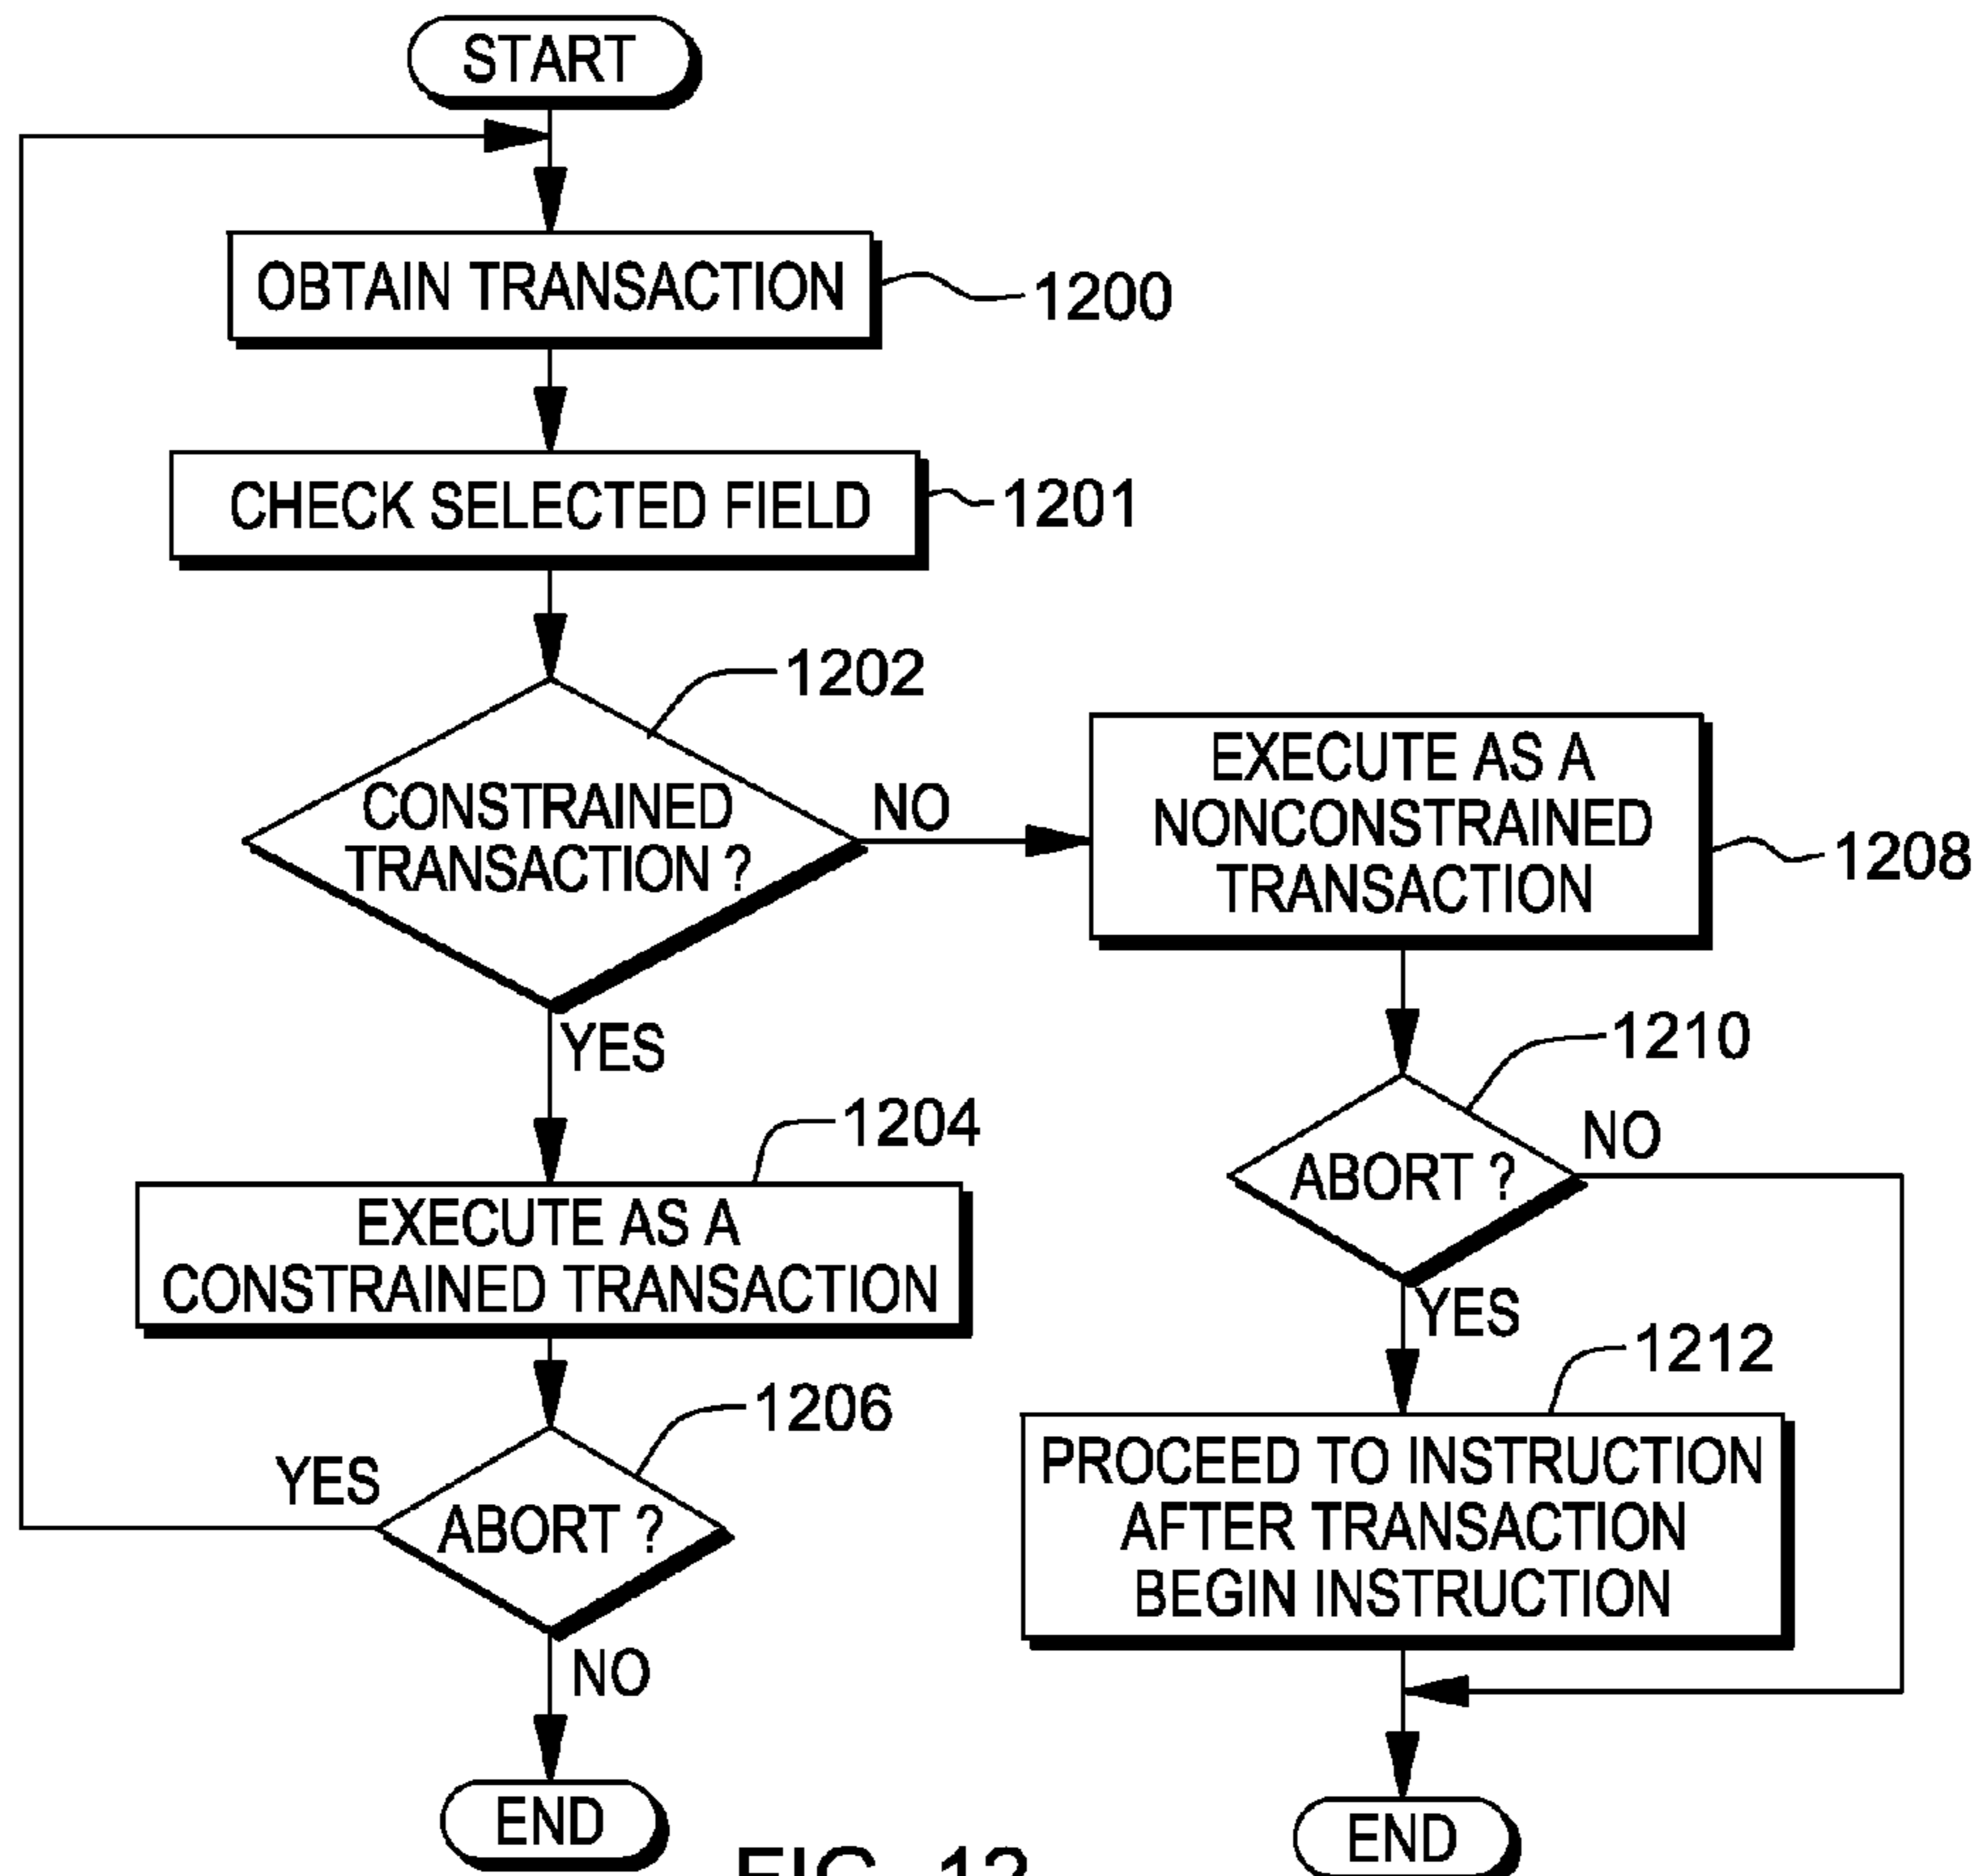 START
OBTAIN TRANSACTION
1200
CHECK SELECTED FIELD
1201
1202
CONSTRAINED
TRANSACTION ?
NO
YES
EXECUTE AS A
NONCONSTRAINED
TRANSACTION
1208
1204
EXECUTE AS A
CONSTRAINED TRANSACTION
1206
YES
ABORT ?
NO
END
1210
NO
ABORT ?
YES
1212
PROCEED TO INSTRUCTION
AFTER TRANSACTION
BEGIN INSTRUCTION
END
FIG. 12